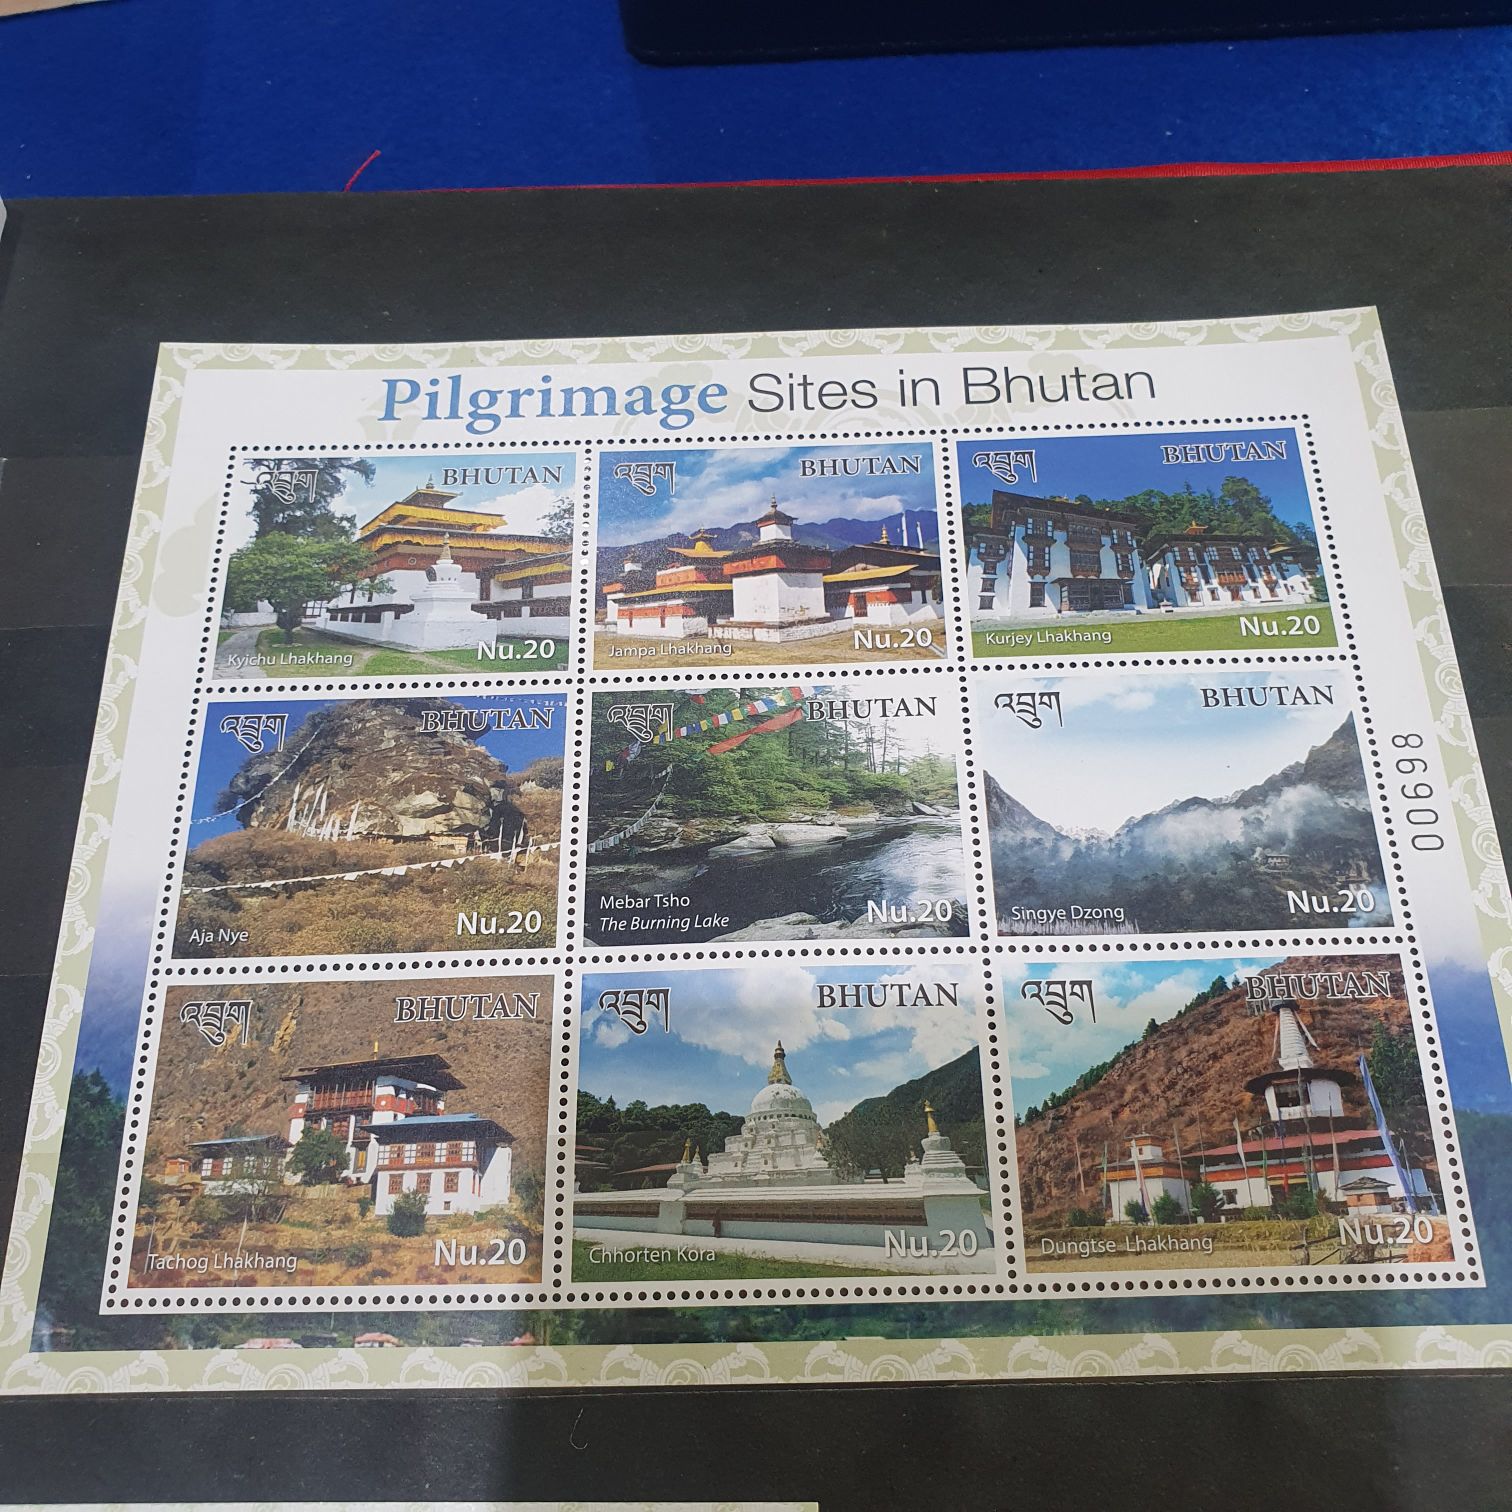 Pilgrimage Sites in Bhutan
འབྲུག BHUTAN
Kyichu Lhakhang Nu.20
འབྲུག BHUTAN
Jampa Lhakhang Nu.20
འབྲུག BHUTAN
Kurjey Lhakhang Nu.20
འབྲུག BHUTAN
Aja Nye Nu.20
འབྲུག BHUTAN
Mebar Tsho
The Burning Lake Nu.20
འབྲུག BHUTAN
Singye Dzong Nu.20
00698
འབྲུག BHUTAN
Tachog Lhakhang Nu.20
འབྲུག BHUTAN
Chhorten Kora Nu.20
འབྲུག BHUTAN
Dungtse Lhakhang Nu.20